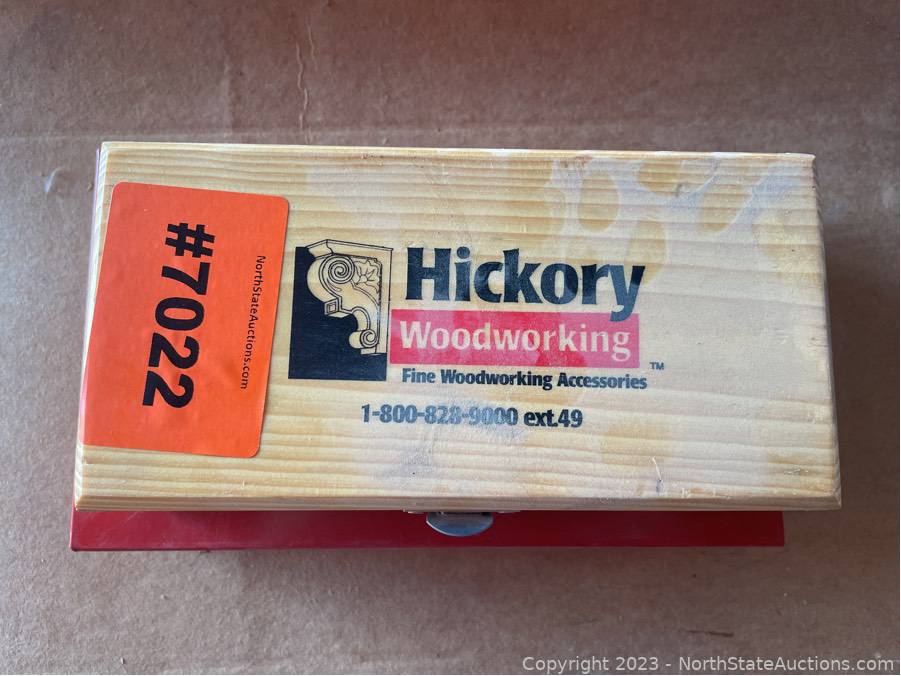 #7022
NorthStateAuctions.com
Hickory
Woodworking
™
Fine Woodworking Accessories
1-800-828-9000 ext.49
Copyright 2023 - NorthStateAuctions.com